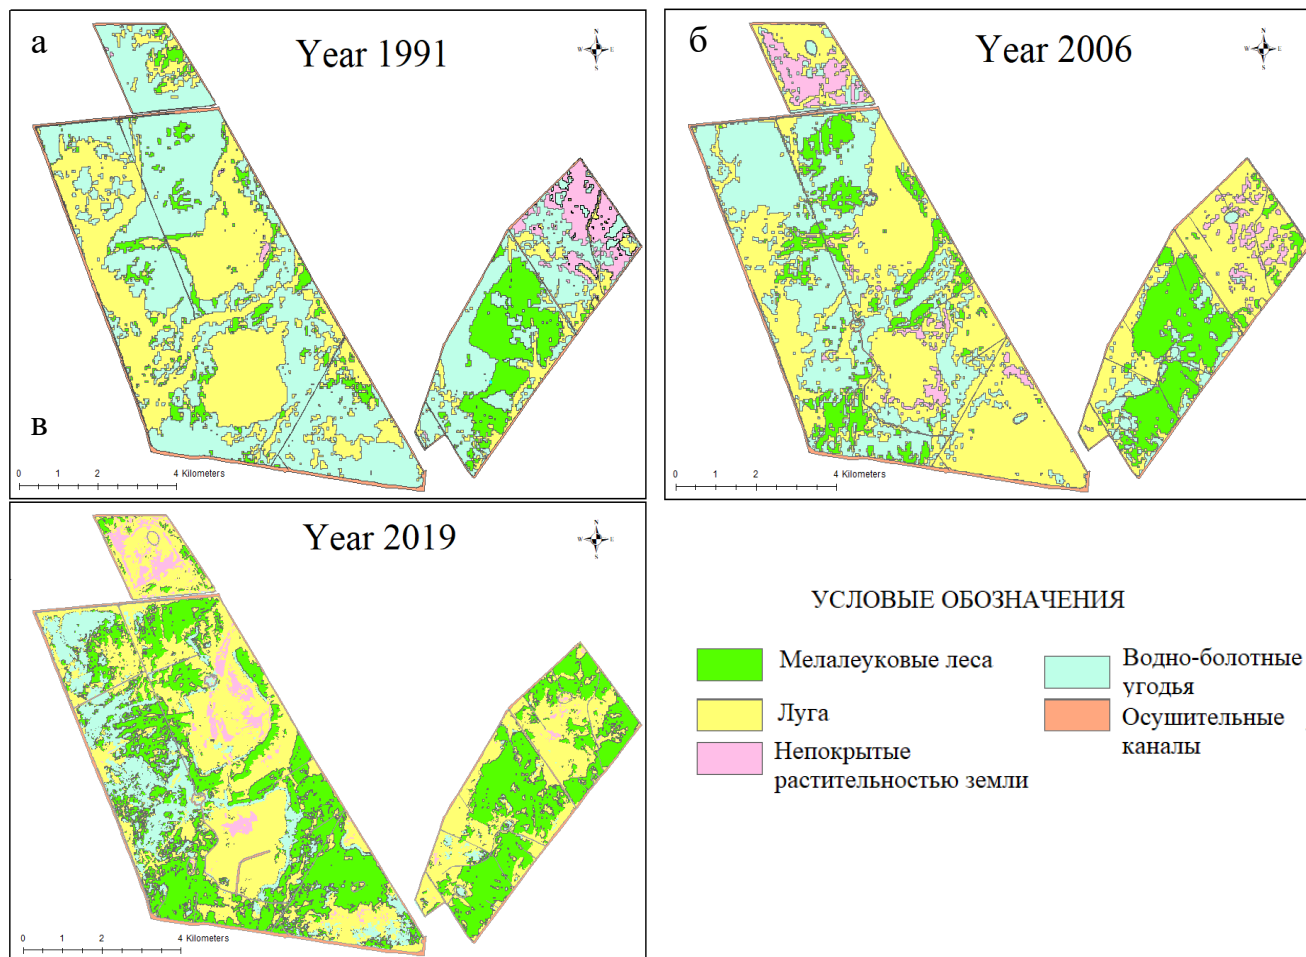 а
Year 1991
N
W E
S
в
0 1 2 4 Kilometers
б
Year 2006
N
W E
S
0 1 2 4 Kilometers
Year 2019
N
W E
S
0 1 2 4 Kilometers
УСЛОВЫЕ ОБОЗНАЧЕНИЯ
Мелалеуковые леса
Луга
Непокрытые
растительностью земли
Водно-болотные
угодья
Осушительные
каналы